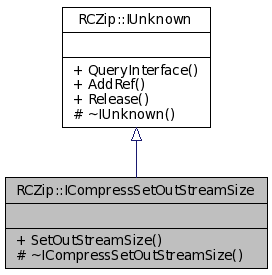 RCZip::IUnknown
+ QueryInterface()
+ AddRef()
+ Release()
# ~IUnknown()
RCZip::ICompressSetOutStreamSize
+ SetOutStreamSize()
# ~ICompressSetOutStreamSize()